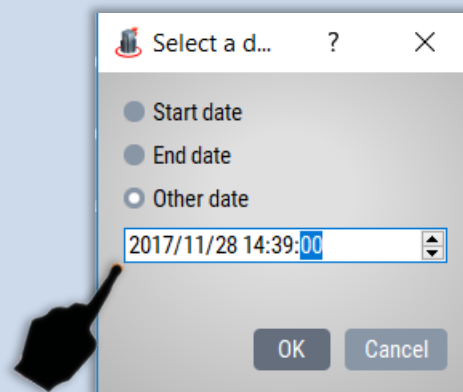 Select a d... ?
Start date
End date
Other date
2017/11/28 14:39:00
OK Cancel